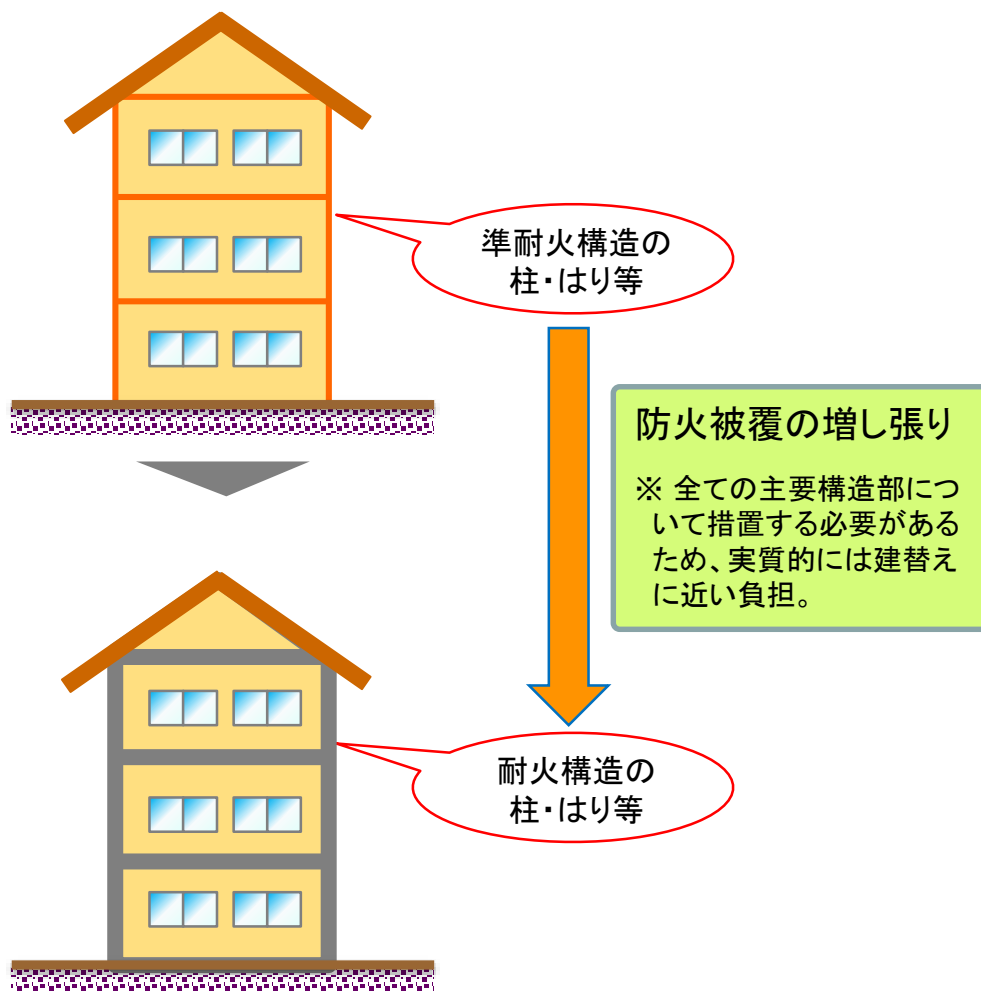 準耐火構造の
柱・はり等
防火被覆の増し張り
※ 全ての主要構造部につ
いて措置する必要がある
ため、実質的には建替え
に近い負担。
耐火構造の
柱・はり等